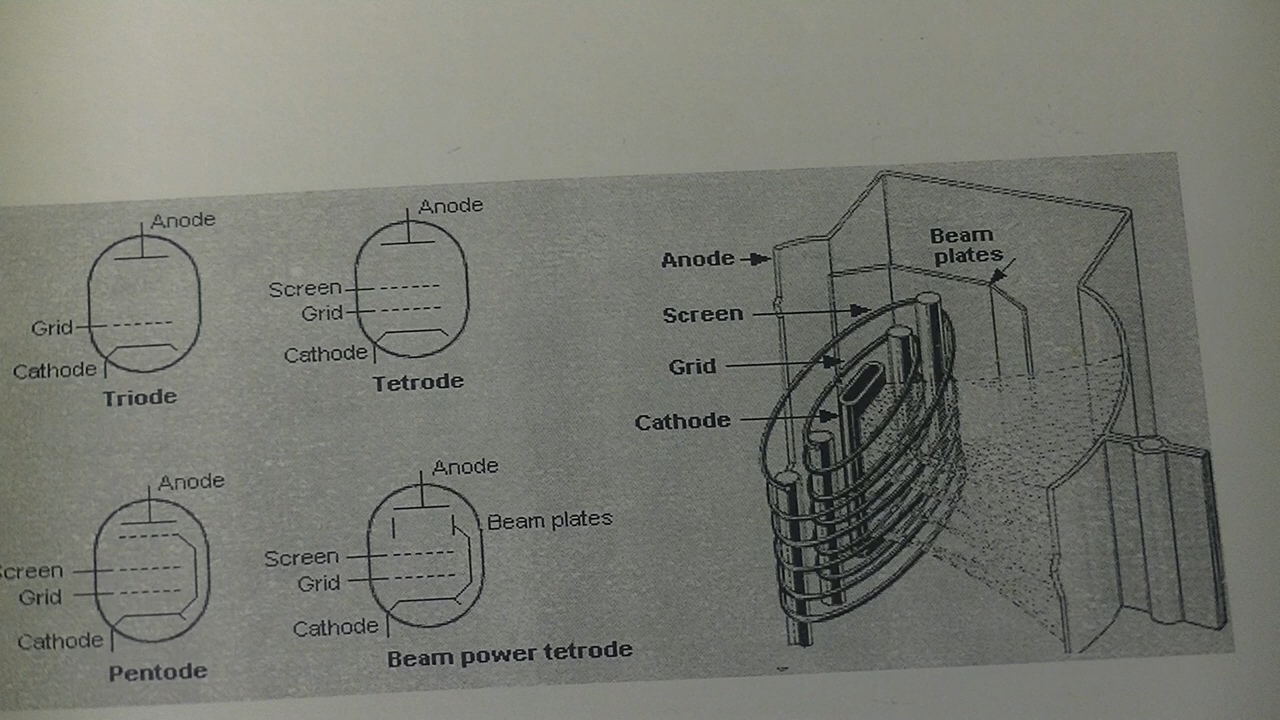 Anode
Grid
Cathode
Triode
Anode
Screen
Grid
Cathode
Tetrode
Anode
Screen
Grid
Cathode
Pentode
Anode
Beam plates
Screen
Grid
Cathode
Beam power tetrode
Anode
Beam
plates
Screen
Grid
Cathode